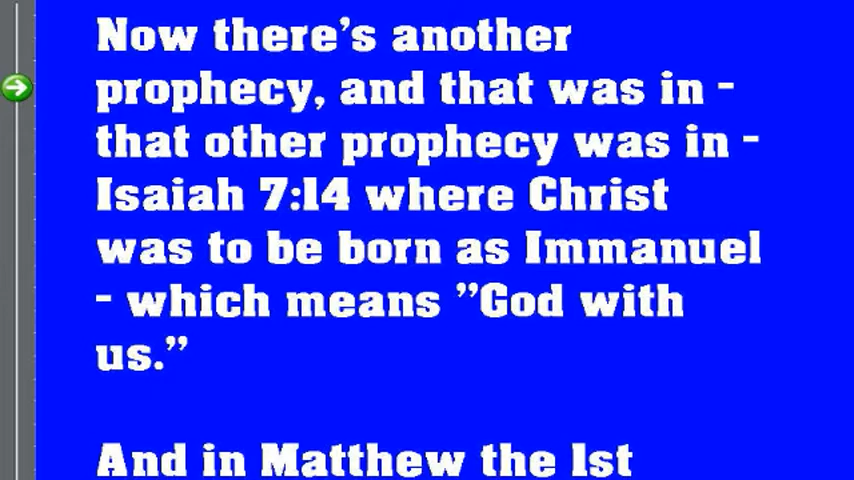 Now there's another
prophecy, and that was in -
that other prophecy was in -
Isaiah 7:14 where Christ
was to be born as Immanuel
- which means ”God with
us.”
And in Matthew the 1st